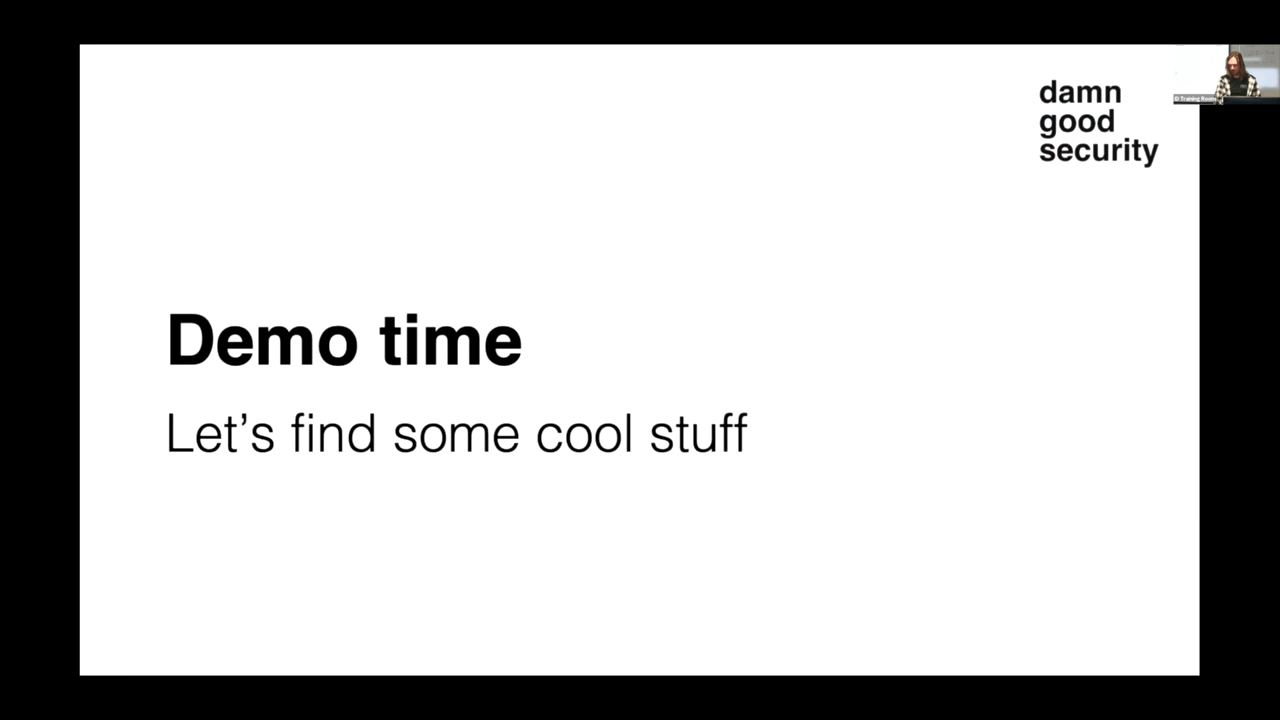 damn
good
security
Demo time
Let’s find some cool stuff